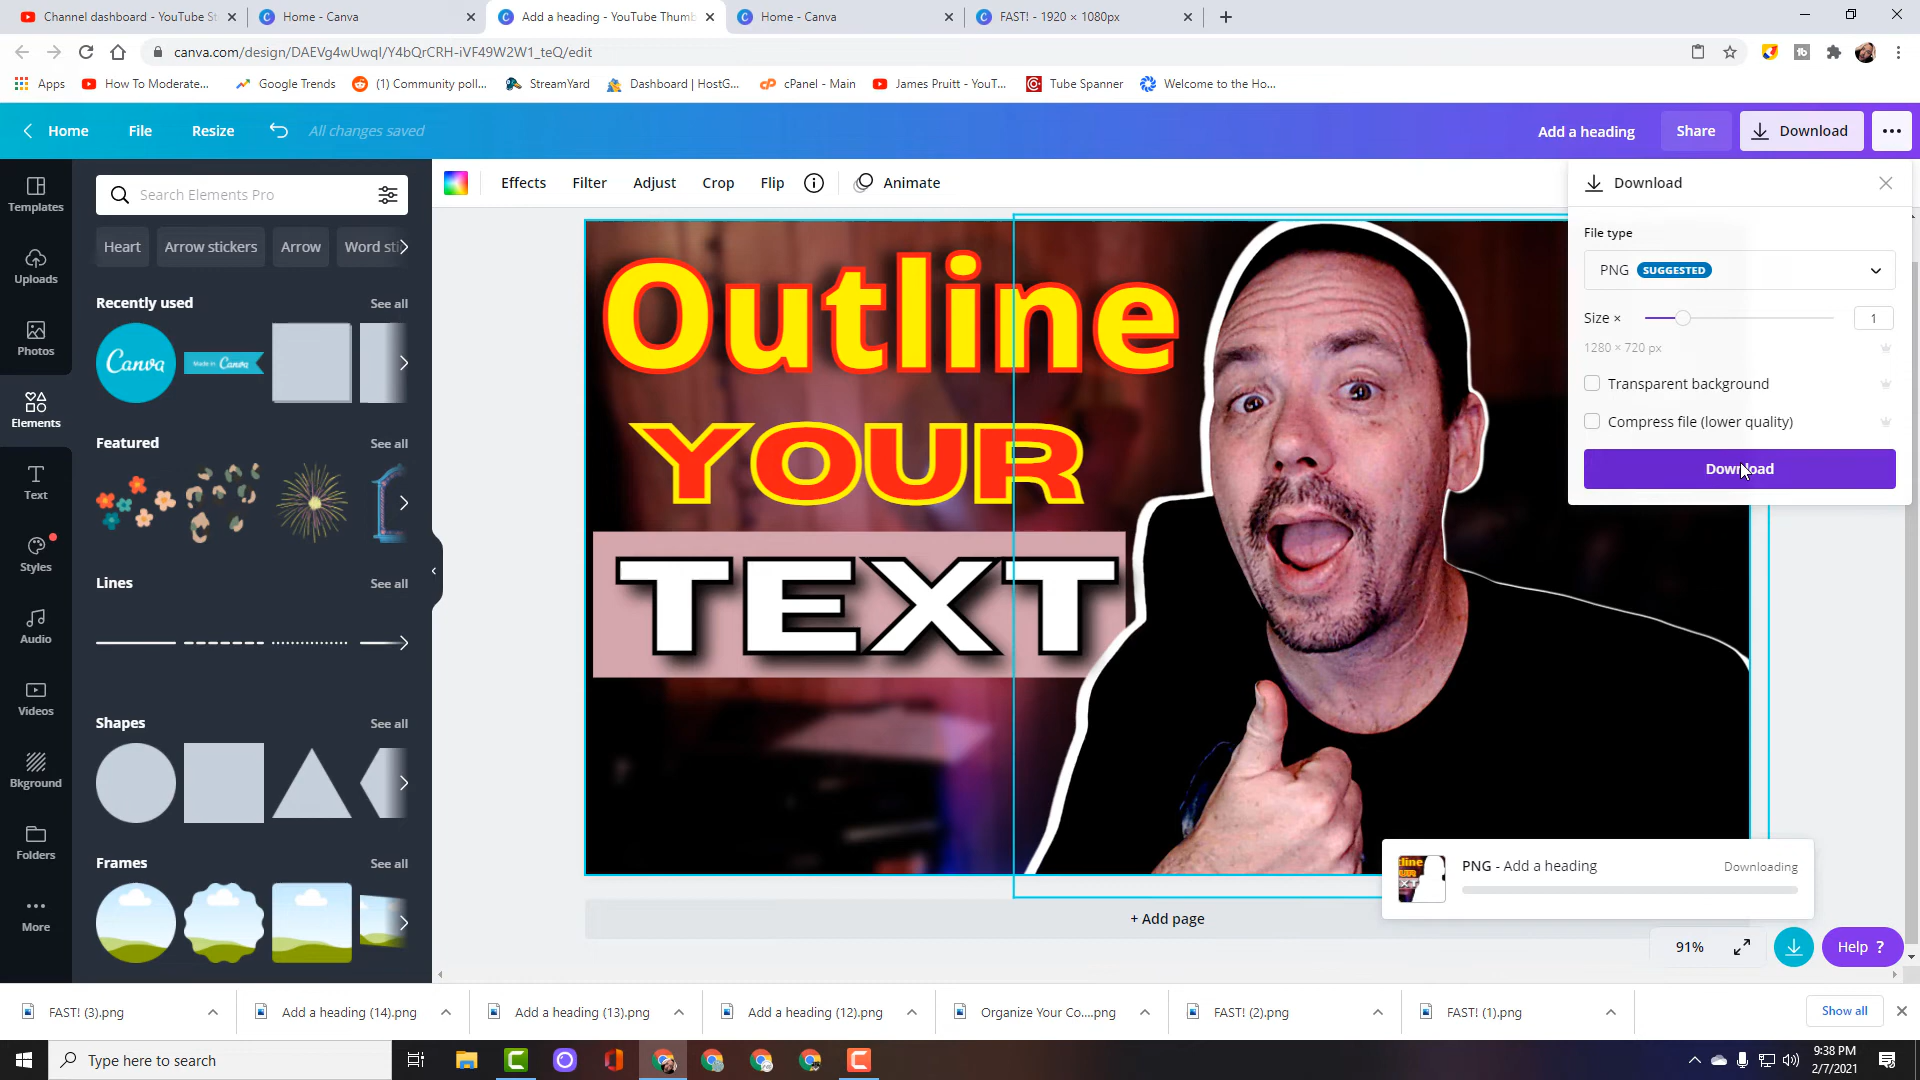 Channel dashboard - YouTube St
Home - Canva
Add a heading - YouTube Thumb
Home - Canva
FAST! - 1920 × 1080px
canva.com/design/DAEVg4wUwqI/Y4bQrCRH-iVF49W2W1_teQ/edit
Apps
How To Moderate...
Google Trends
(1) Community poll...
StreamYard
Dashboard | HostG...
cPanel - Main
James Pruitt - YouT...
Tube Spanner
Welcome to the Ho...
Home
File
Resize
All changes saved
Add a heading
Share
Download
Templates
Uploads
Photos
Elements
Text
Styles
Audio
Videos
Bkground
Folders
More
Search Elements Pro
Heart
Arrow stickers
Arrow
Word sti
Recently used
See all
Canva
Made in Canva
Featured
See all
Lines
See all
Shapes
See all
Frames
See all
Effects
Filter
Adjust
Crop
Flip
Animate
Outline
YOUR
TEXT
Download
File type
PNG SUGGESTED
Size ×
1
1280 × 720 px
Transparent background
Compress file (lower quality)
Download
PNG - Add a heading
Downloading
+ Add page
91%
Help ?
FAST! (3).png
Add a heading (14).png
Add a heading (13).png
Add a heading (12).png
Organize Your Co....png
FAST! (2).png
FAST! (1).png
Show all
Type here to search
9:38 PM
2/7/2021